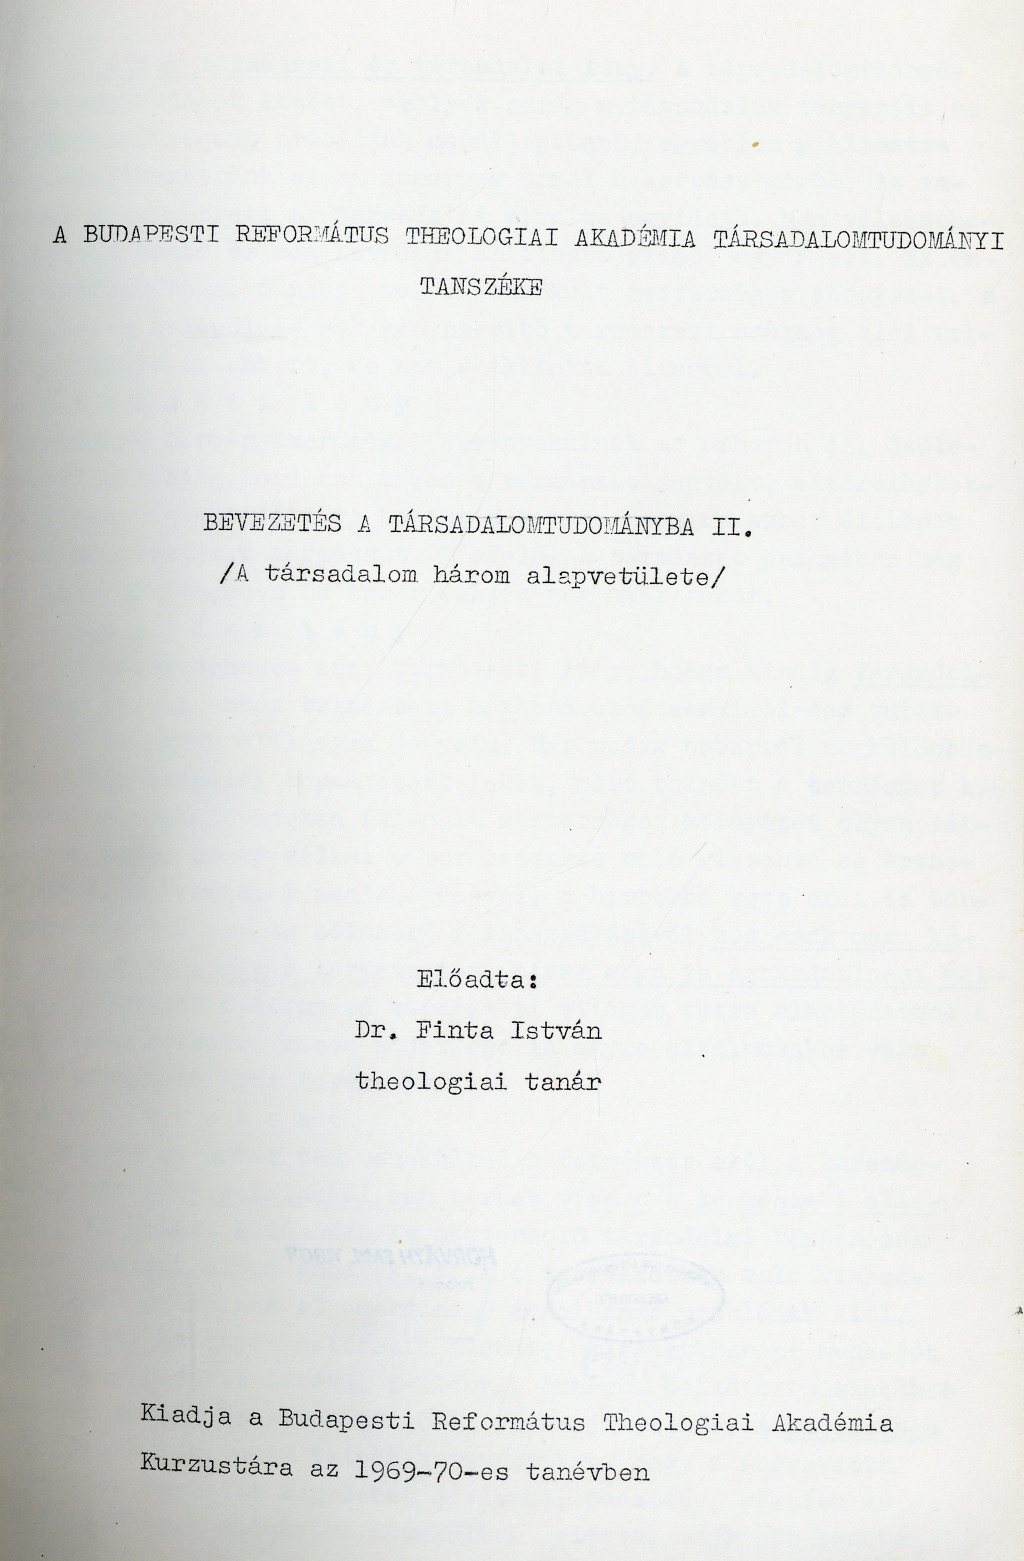 A BUDAPESTI REFORMÁTUS THEOLOGIAI AKADÉMIA TÁRSADALOMTUDOMÁNYI
TANSZÉKE
BEVEZETÉS A TÁRSADALOMTUDOMÁNYBA II.
/A társadalom három alapvetülete/
Előadta:
Dr. Finta István
theologiai tanár
Kiadja a Budapesti Református Theologiai Akadémia
Kurzustára az 1969-70-es tanévben